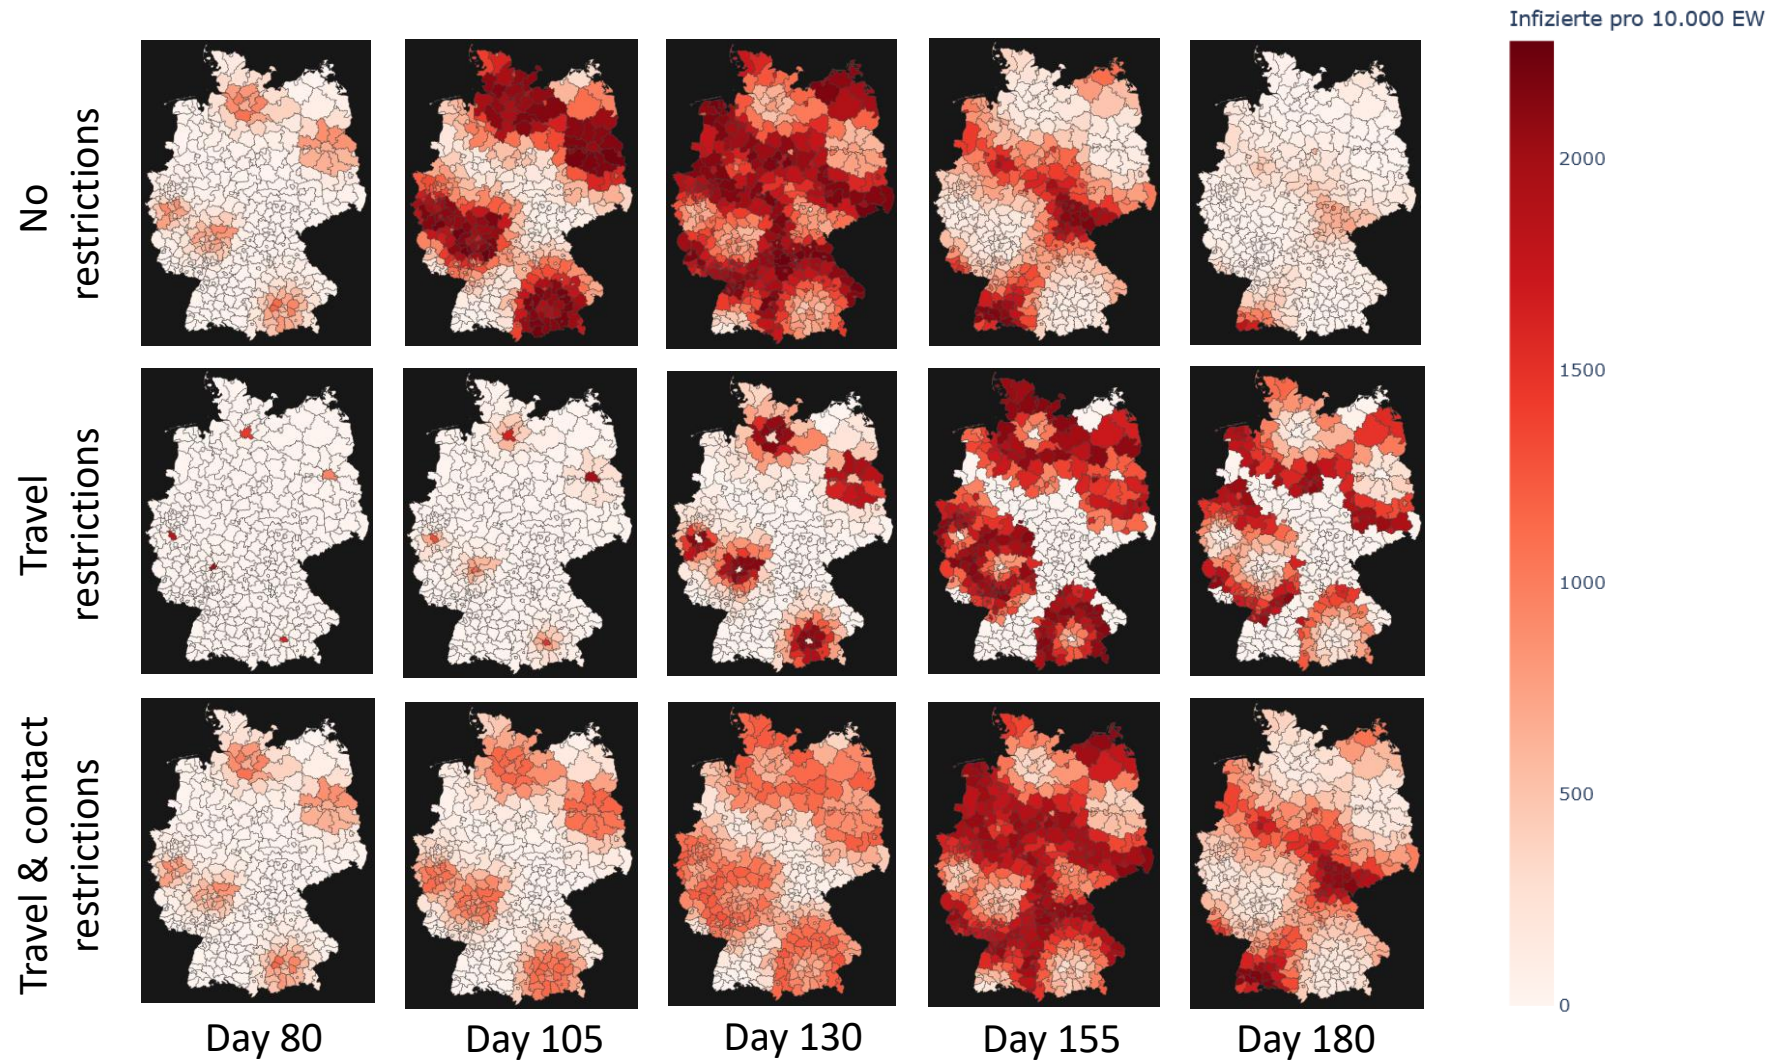 Infizierte pro 10.000 EW
2000
1500
1000
500
0
No
restrictions
Travel
restrictions
Travel & contact
restrictions
Day 80
Day 105
Day 130
Day 155
Day 180